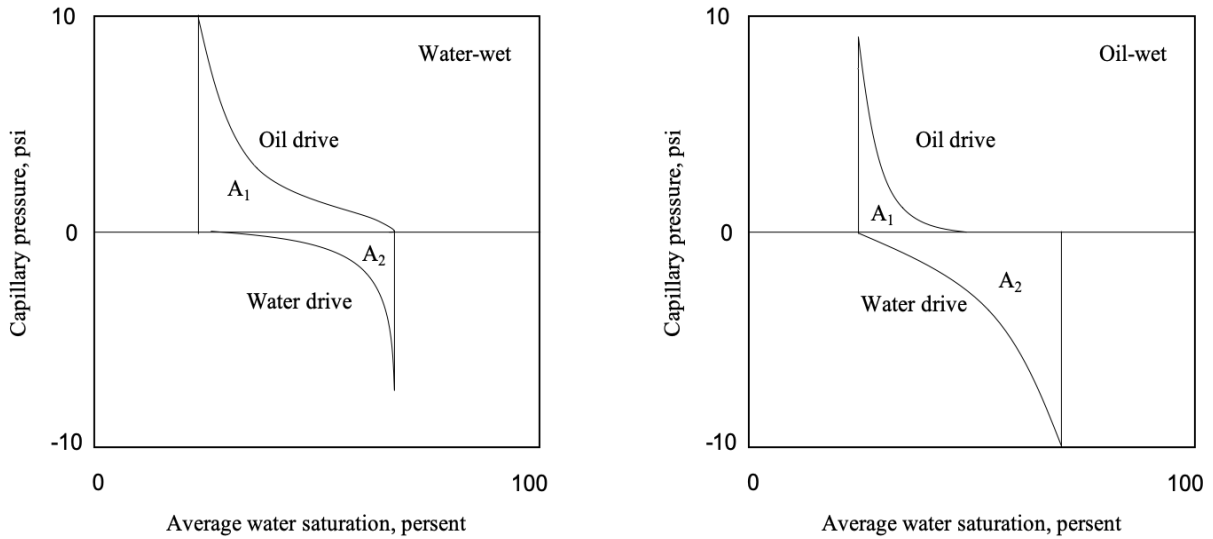 10
Water-wet
Oil drive
A1
0
A2
Water drive
-10
0
100
Capillary pressure, psi
Average water saturation, persent
10
Oil-wet
Oil drive
A1
0
A2
Water drive
-10
0
100
Capillary pressure, psi
Average water saturation, persent